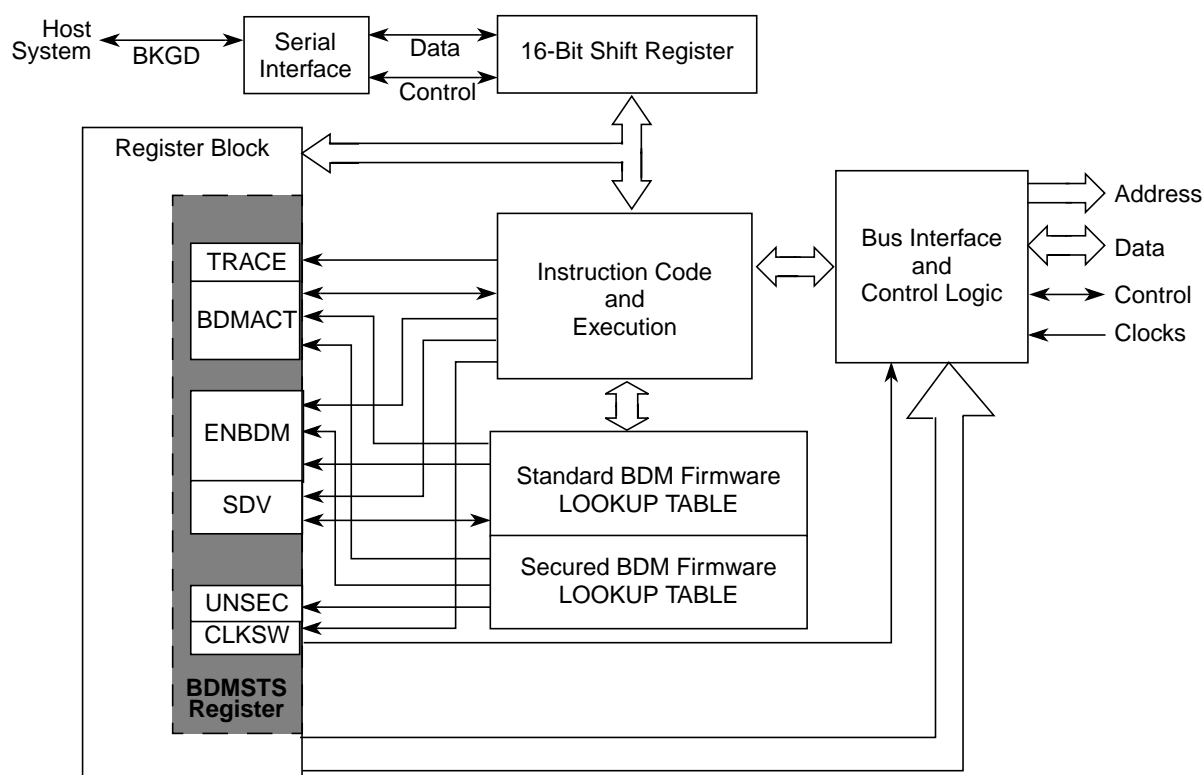 Host
System
BKGD
Serial
Interface
Data
Control
16-Bit Shift Register
Register Block
TRACE
BDMACT
ENBDM
SDV
UNSEC
CLKSW
BDMSTS
Register
Instruction Code
and
Execution
Standard BDM Firmware
LOOKUP TABLE
Secured BDM Firmware
LOOKUP TABLE
Bus Interface
and
Control Logic
Address
Data
Control
Clocks